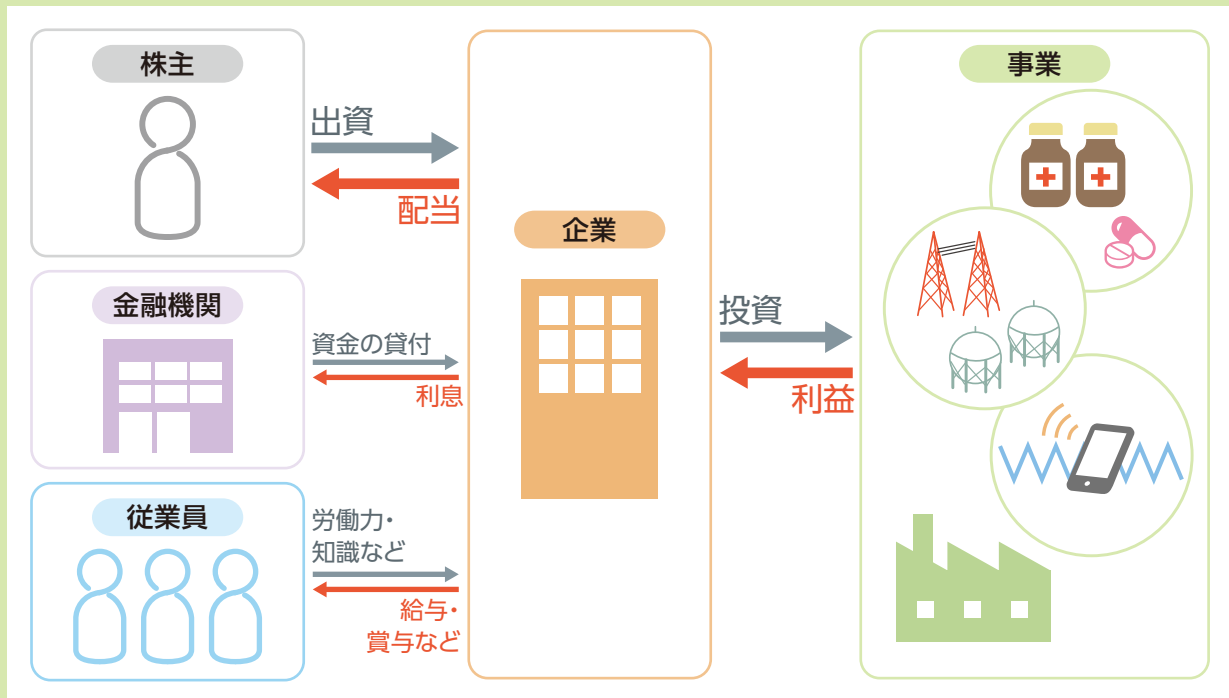 株主
出資
配当
金融機関
資金の貸付
利息
従業員
労働力・
知識など
給与・
賞与など
企業
投資
利益
事業